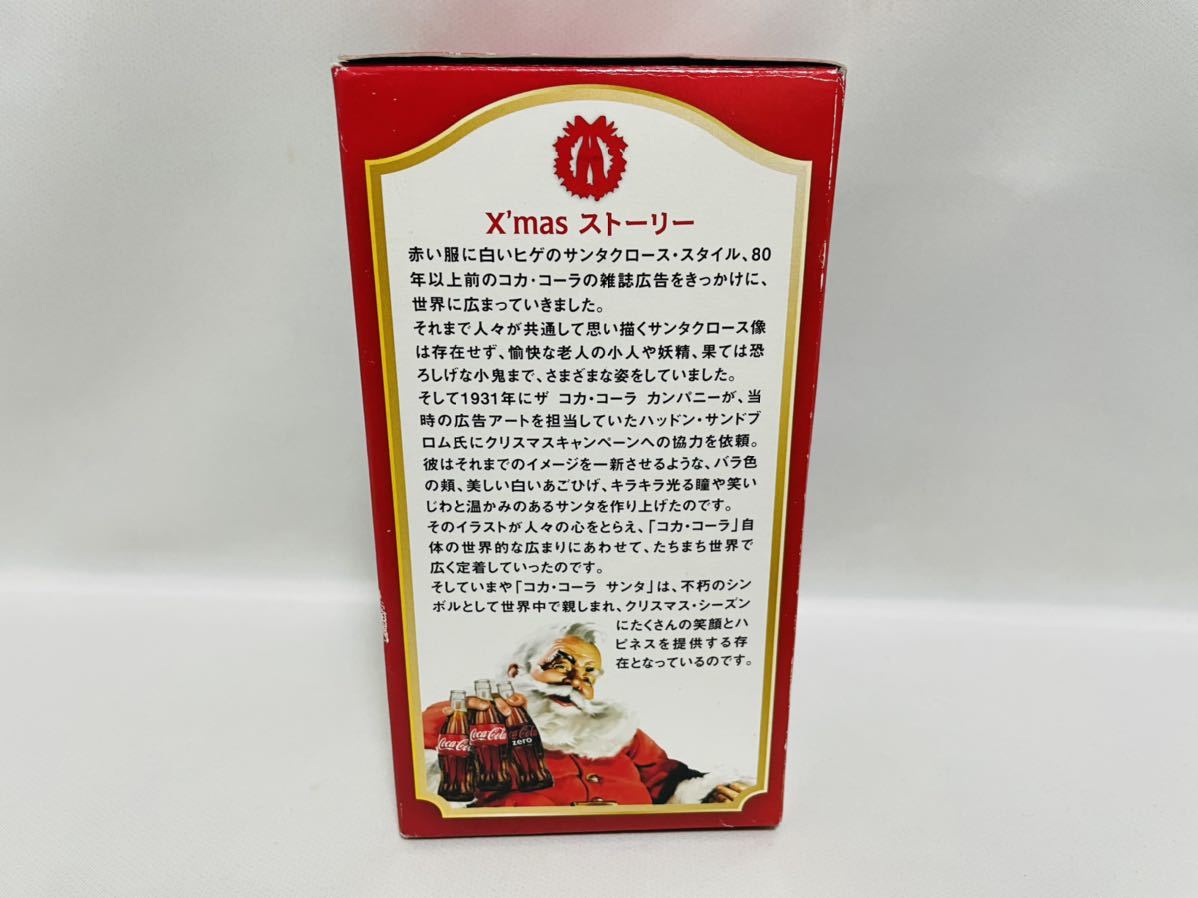 X'mas ストーリー
赤い服に白いヒゲのサンタクロース・スタイル、80
年以上前のコカ・コーラの雑誌広告をきっかけに、
世界に広まっていきました。
それまで人々が共通して思い描くサンタクロース像
は存在せず、愉快な老人の小人や妖精、果ては恐
ろしげな小鬼まで、さまざまな姿をしていました。
そして1931年にザ コカ・コーラ カンパニーが、当
時の広告アートを担当していたハッドン・サンドブ
ロム氏にクリスマスキャンペーンへの協力を依頼。
彼はそれまでのイメージを一新させるような、バラ色
の頬、美しい白いあごひげ、キラキラ光る瞳や笑い
じわと温かみのあるサンタを作り上げたのです。
そのイラストが人々の心をとらえ、「コカ・コーラ」自
体の世界的な広まりにあわせて、たちまち世界で
広く定着していったのです。
そしていまや「コカ・コーラ サンタ」は、不朽のシン
ボルとして世界中で親しまれ、クリスマス・シーズン
にたくさんの笑顔とハ
ピネスを提供する存
在となっているのです。
Coca-Co
Coca-Cola
Coca-Cola
zero